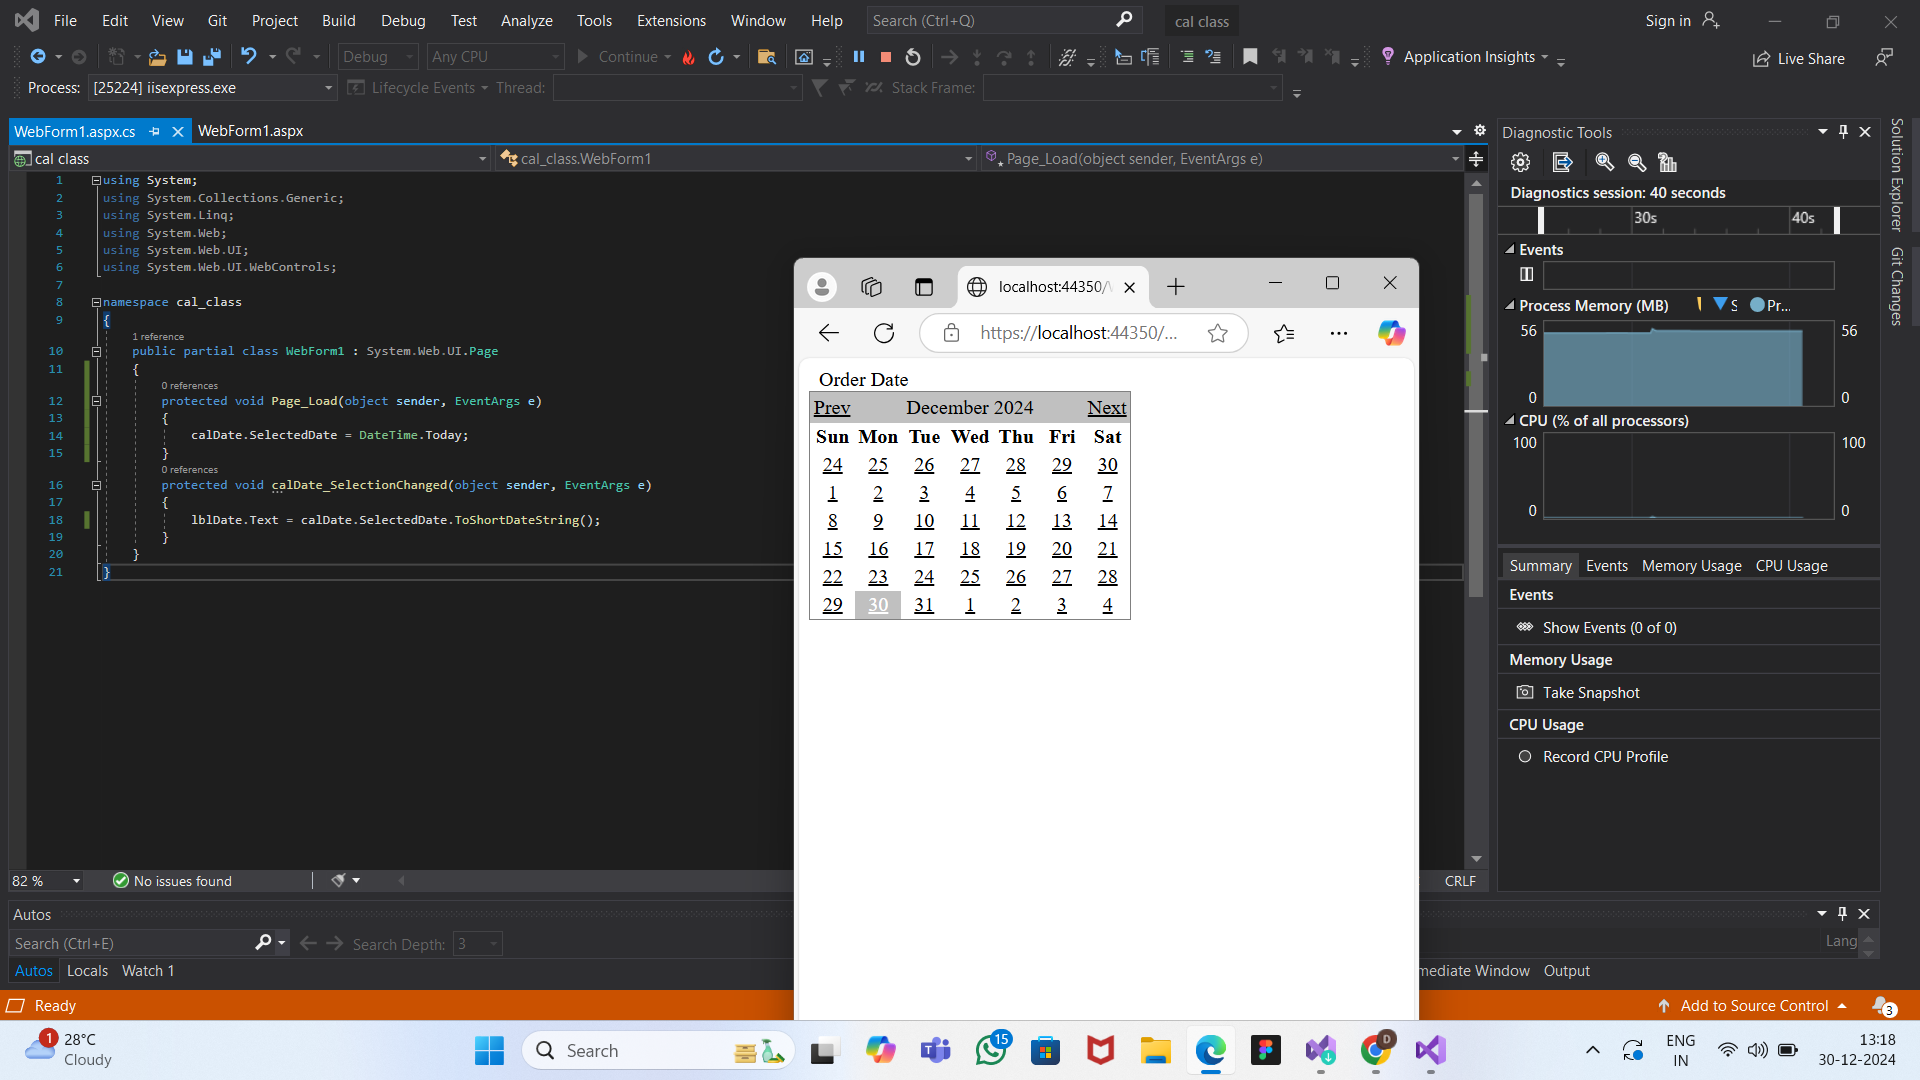 File Edit View Git Project Build Debug Test Analyze Tools Extensions Window Help Search (Ctrl+Q) cal class Sign in
Debug Any CPU Continue Application Insights Live Share
Process: [25224] iisexpress.exe Lifecycle Events Thread: Stack Frame:
WebForm1.aspx.cs WebForm1.aspx
cal class cal_class.WebForm1 Page_Load(object sender, EventArgs e)
1 using System;
2 using System.Collections.Generic;
3 using System.Linq;
4 using System.Web;
5 using System.Web.UI;
6 using System.Web.UI.WebControls;
7
8 namespace cal_class
9 {
1 reference
10 public partial class WebForm1 : System.Web.UI.Page
11 {
0 references
12 protected void Page_Load(object sender, EventArgs e)
13 {
14 calDate.SelectedDate = DateTime.Today;
15 }
0 references
16 protected void calDate_SelectionChanged(object sender, EventArgs e)
17 {
18 lblDate.Text = calDate.SelectedDate.ToShortDateString();
19 }
20 }
21 }
82 % No issues found CRLF
localhost:44350/
https://localhost:44350/...
Order Date
Prev December 2024 Next
Sun Mon Tue Wed Thu Fri Sat
24 25 26 27 28 29 30
1 2 3 4 5 6 7
8 9 10 11 12 13 14
15 16 17 18 19 20 21
22 23 24 25 26 27 28
29 30 31 1 2 3 4
Diagnostic Tools
Diagnostics session: 40 seconds
30s 40s
Events
Process Memory (MB) S Pr...
56 56
0 0
CPU (% of all processors)
100 100
0 0
Summary Events Memory Usage CPU Usage
Events
Show Events (0 of 0)
Memory Usage
Take Snapshot
CPU Usage
Record CPU Profile
Solution Explorer
Git Changes
Autos
Search (Ctrl+E) Search Depth: 3 Lang
Autos Locals Watch 1 mediate Window Output
Ready Add to Source Control 3
1 28°C
Cloudy
Search
15
D
ENG
IN
13:18
30-12-2024